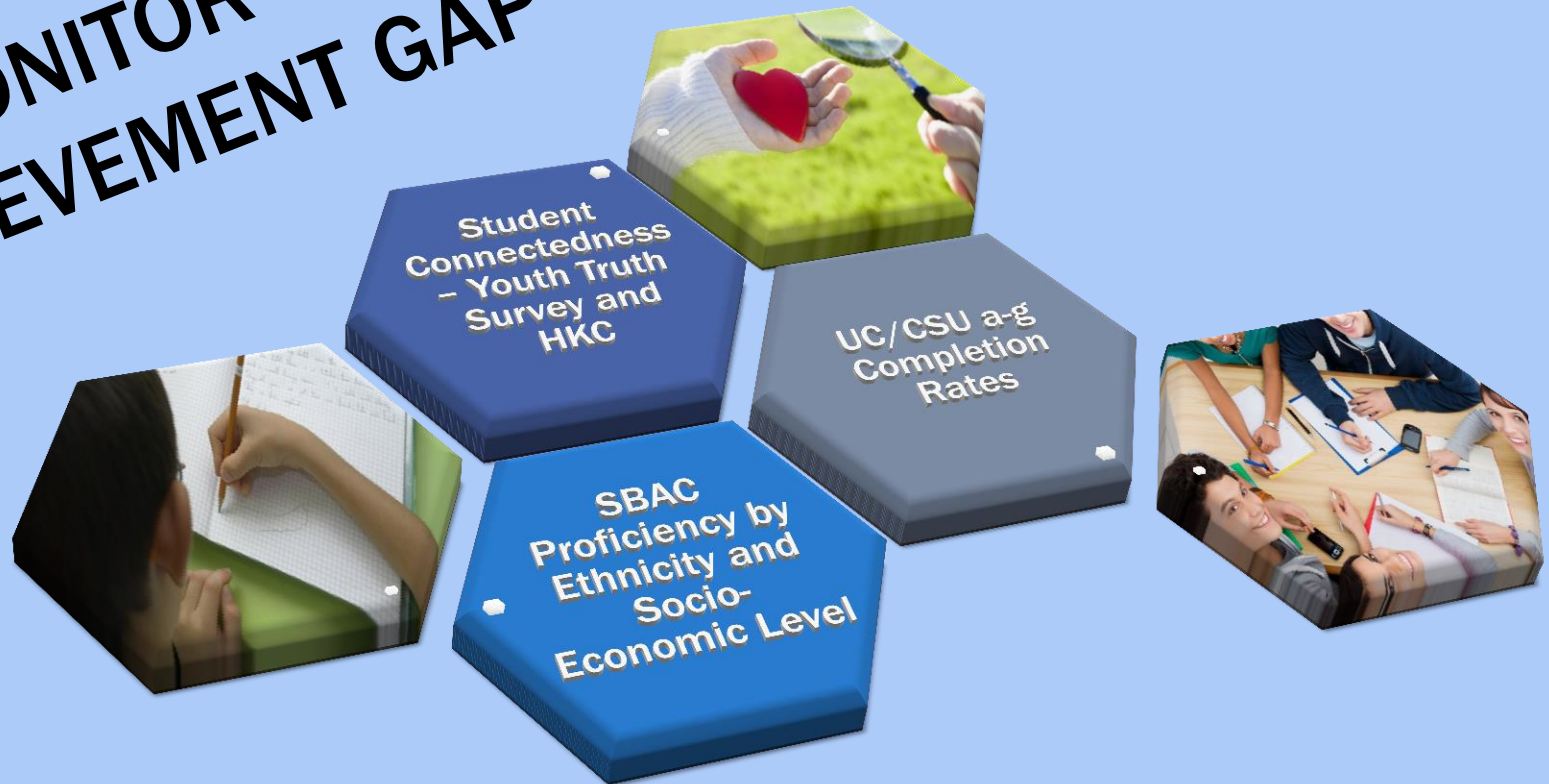 ONITOR
EVEMENT GAP
Student
Connectedness
– Youth Truth
Survey and
HKC
UC/CSU a-g
Completion
Rates
SBAC
Proficiency by
Ethnicity and
Socio-
Economic Level